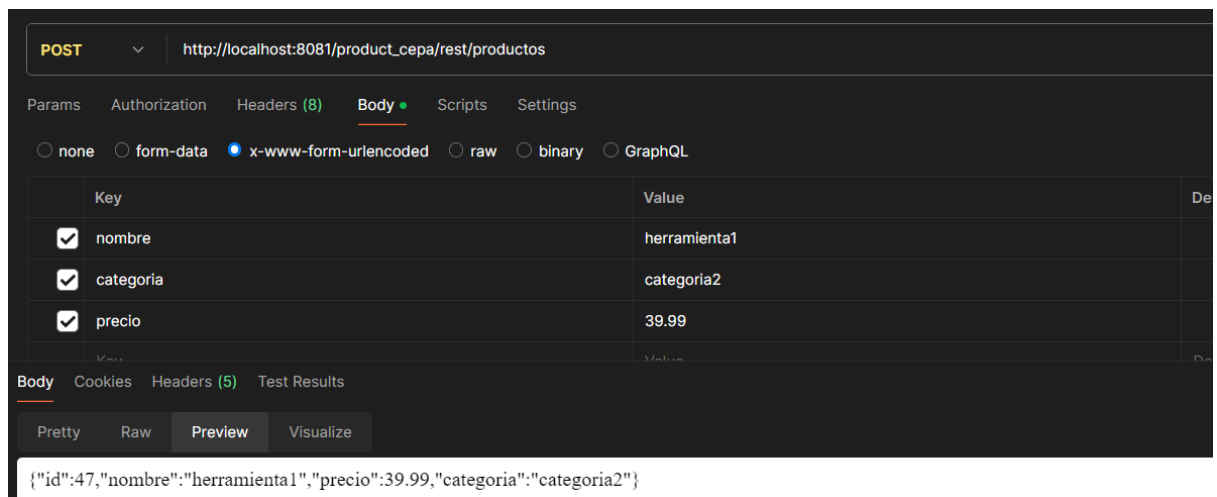 POST http://localhost:8081/product_cepa/rest/productos
Params Authorization Headers (8) Body Scripts Settings
none form-data x-www-form-urlencoded raw binary GraphQL
Key Value
nombre herramienta1
categoria categoria2
precio 39.99
Key Value
Body Cookies Headers (5) Test Results
Pretty Raw Preview Visualize
{"id":47,"nombre":"herramienta1","precio":39.99,"categoria":"categoria2"}